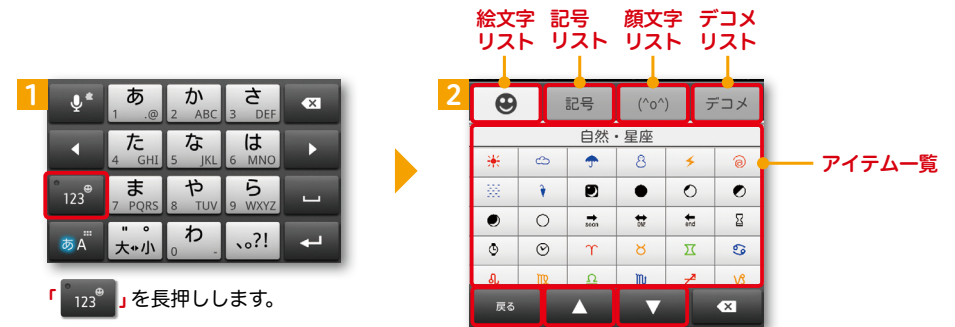 絵文字 記号 顔文字 デコメ
リスト リスト リスト リスト
1
あ か さ
1 .@ 2 ABC 3 DEF
た な は
4 GHI 5 JKL 6 MNO
123 ま や ら
7 PQRS 8 TUV 9 WXYZ
あA 大↔小 わ 、。?!
゛ ゜ 0 -
「123」を長押しします。
2
記号 (^o^) デコメ
自然・星座
アイテム一覧
soon ON! end
戻る ▲ ▼